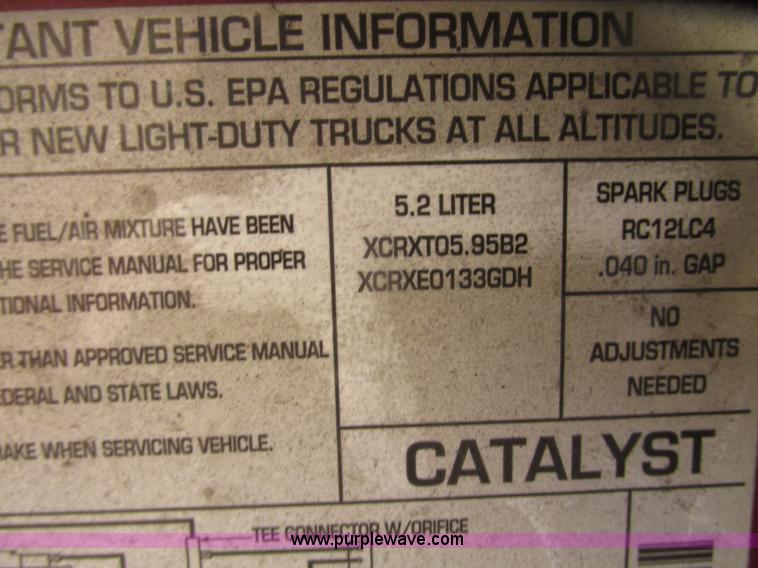 TANT VEHICLE INFORMATION
ORMS TO U.S. EPA REGULATIONS APPLICABLE TO
R NEW LIGHT-DUTY TRUCKS AT ALL ALTITUDES.
E FUEL/AIR MIXTURE HAVE BEEN
HE SERVICE MANUAL FOR PROPER
TIONAL INFORMATION.
ER THAN APPROVED SERVICE MANUAL
EDERAL AND STATE LAWS.
RAKE WHEN SERVICING VEHICLE.
5.2 LITER
XCRXT05.95B2
XCRXE0133GDH
SPARK PLUGS
RC12LC4
.040 in. GAP
NO
ADJUSTMENTS
NEEDED
CATALYST
TEE CONNECTOR W/ORIFICE
www.purplewave.com